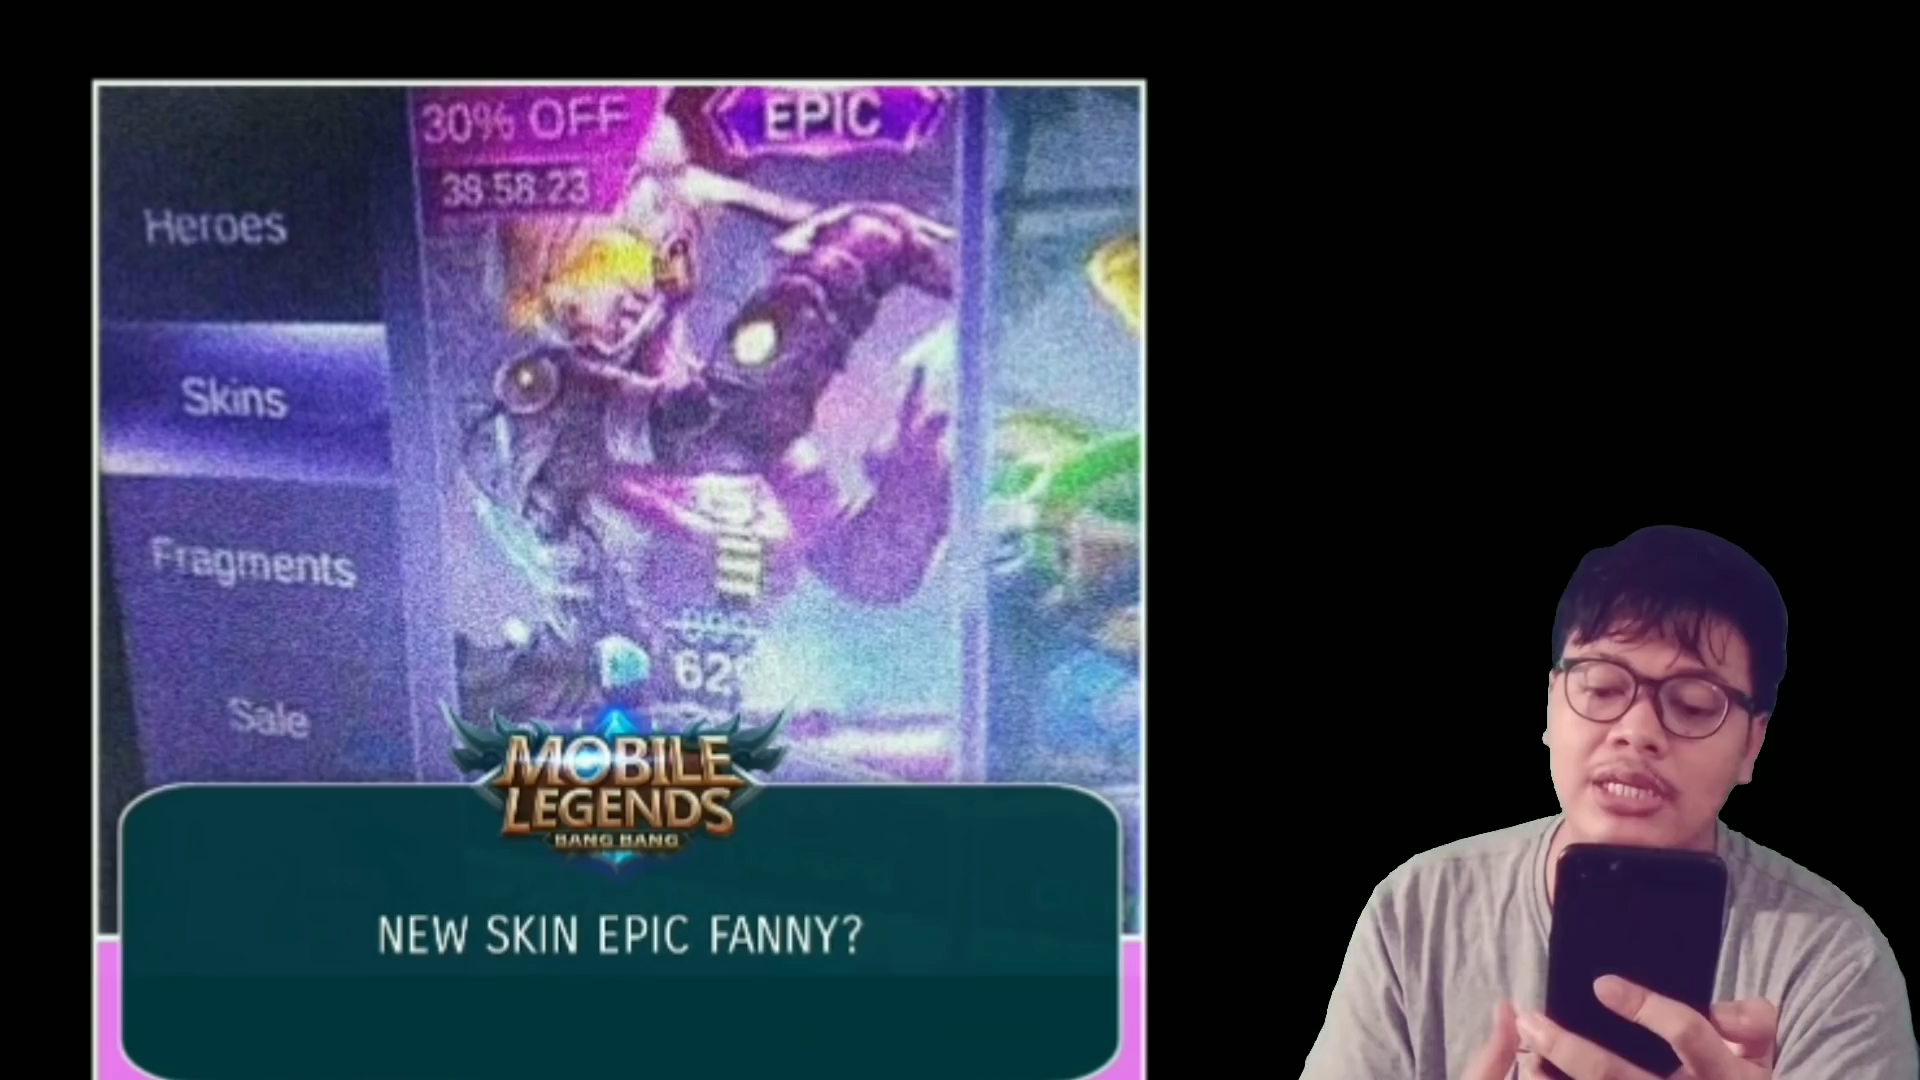 30% OFF
EPIC
38:58:23
Heroes
Skins
Fragments
Sale
MOBILE
LEGENDS
BANG BANG
NEW SKIN EPIC FANNY?